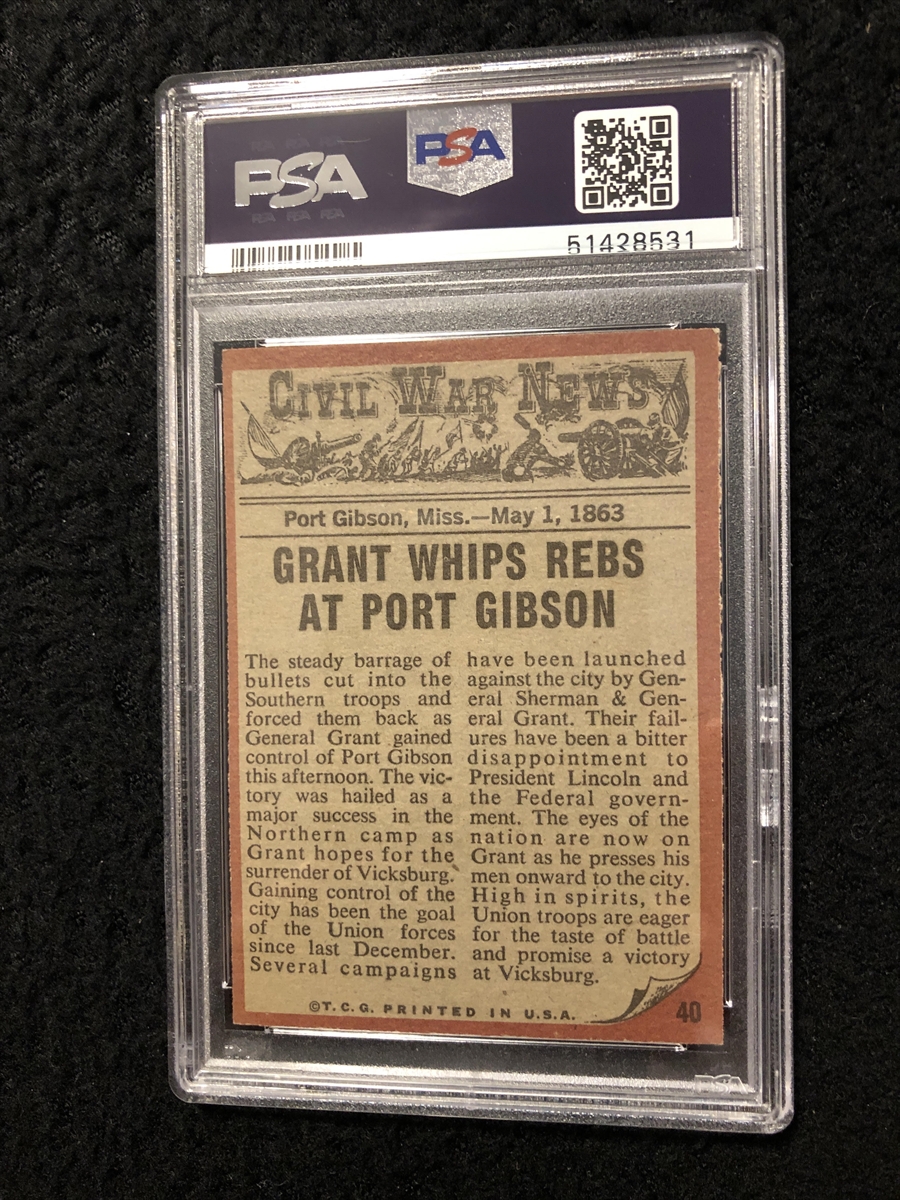 PSA
PSA
PSA PSA PSA
51428531
CIVIL WAR NEWS
Port Gibson, Miss.—May 1, 1863
GRANT WHIPS REBS
AT PORT GIBSON
The steady barrage of
bullets cut into the
Southern troops and
forced them back as
General Grant gained
control of Port Gibson
this afternoon. The vic-
tory was hailed as a
major success in the
Northern camp as
Grant hopes for the
surrender of Vicksburg.
Gaining control of the
city has been the goal
of the Union forces
since last December.
Several campaigns
have been launched
against the city by Gen-
eral Sherman & Gen-
eral Grant. Their fail-
ures have been a bitter
disappointment to
President Lincoln and
the Federal govern-
ment. The eyes of the
nation are now on
Grant as he presses his
men onward to the city.
High in spirits, the
Union troops are eager
for the taste of battle
and promise a victory
at Vicksburg.
©T.C.G. PRINTED IN U.S.A.
40
PSA